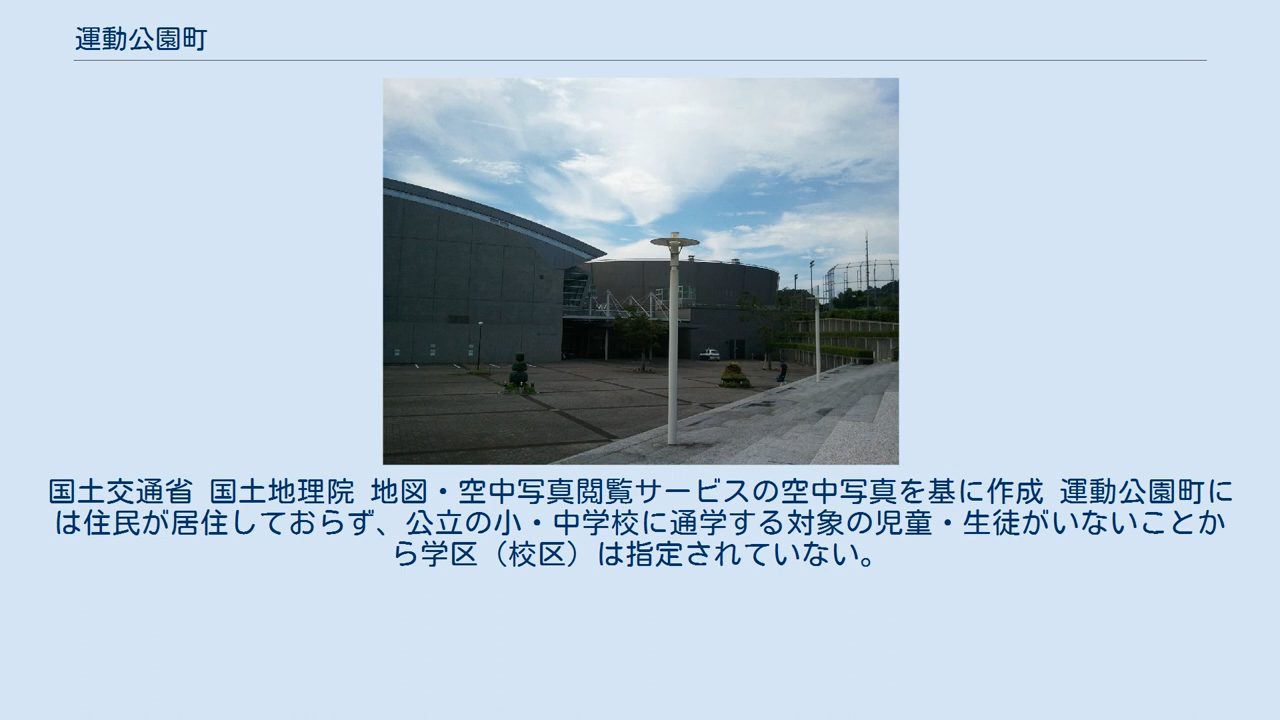 運動公園町
国土交通省 国土地理院 地図・空中写真閲覧サービスの空中写真を基に作成 運動公園町に
は住民が居住しておらず、公立の小・中学校に通学する対象の児童・生徒がいないことか
ら学区（校区）は指定されていない。